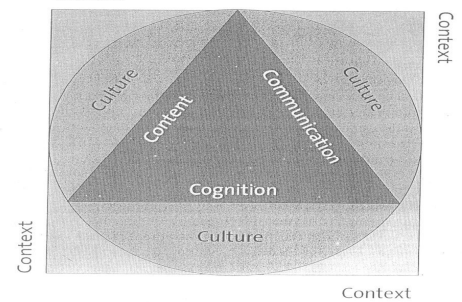 Context
Culture
Culture
Content
Communication
Cognition
Culture
Context
Context